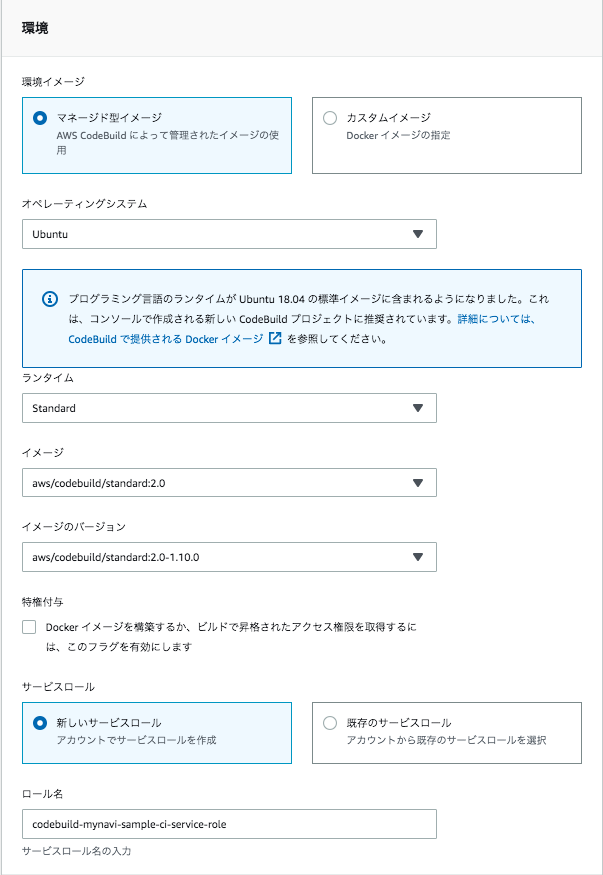 環境
環境イメージ
マネージド型イメージ
AWS CodeBuild によって管理されたイメージの使
用
カスタムイメージ
Docker イメージの指定
オペレーティングシステム
Ubuntu
プログラミング言語のランタイムが Ubuntu 18.04 の標準イメージに含まれるようになりました。これ
は、コンソールで作成される新しい CodeBuild プロジェクトに推奨されています。詳細については、
CodeBuild で提供される Docker イメージ を参照してください。
ランタイム
Standard
イメージ
aws/codebuild/standard:2.0
イメージのバージョン
aws/codebuild/standard:2.0-1.10.0
特権付与
Docker イメージを構築するか、ビルドで昇格されたアクセス権限を取得するに
は、このフラグを有効にします
サービスロール
新しいサービスロール
アカウントでサービスロールを作成
既存のサービスロール
アカウントから既存のサービスロールを選択
ロール名
codebuild-mynavi-sample-ci-service-role
サービスロール名の入力